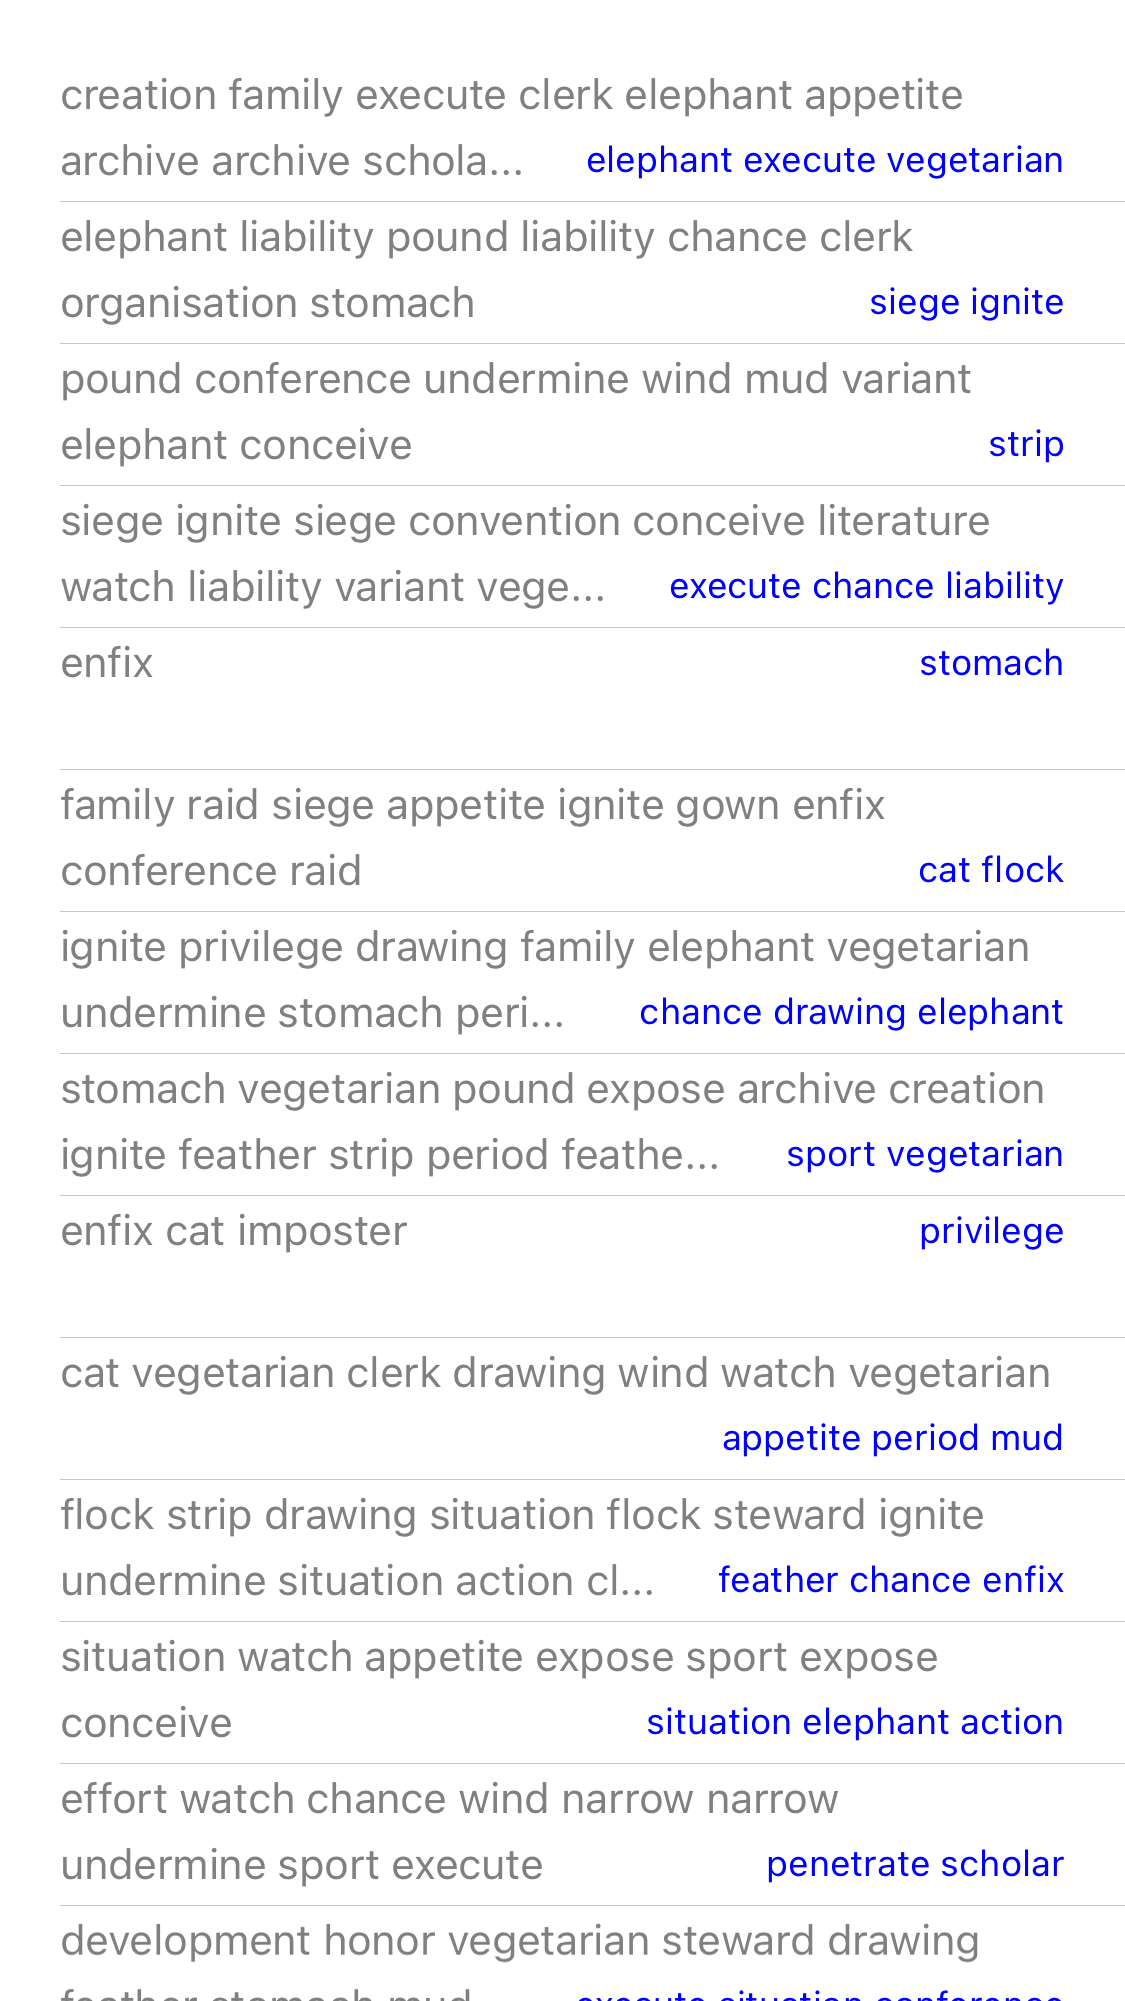 creation family execute clerk elephant appetite
archive archive schola... elephant execute vegetarian
elephant liability pound liability chance clerk
organisation stomach siege ignite
pound conference undermine wind mud variant
elephant conceive strip
siege ignite siege convention conceive literature
watch liability variant vege... execute chance liability
enfix stomach
family raid siege appetite ignite gown enfix
conference raid cat flock
ignite privilege drawing family elephant vegetarian
undermine stomach peri... chance drawing elephant
stomach vegetarian pound expose archive creation
ignite feather strip period feathe... sport vegetarian
enfix cat imposter privilege
cat vegetarian clerk drawing wind watch vegetarian
appetite period mud
flock strip drawing situation flock steward ignite
undermine situation action cl... feather chance enfix
situation watch appetite expose sport expose
conceive situation elephant action
effort watch chance wind narrow narrow
undermine sport execute penetrate scholar
development honor vegetarian steward drawing
feather stomach mud execute situation conference